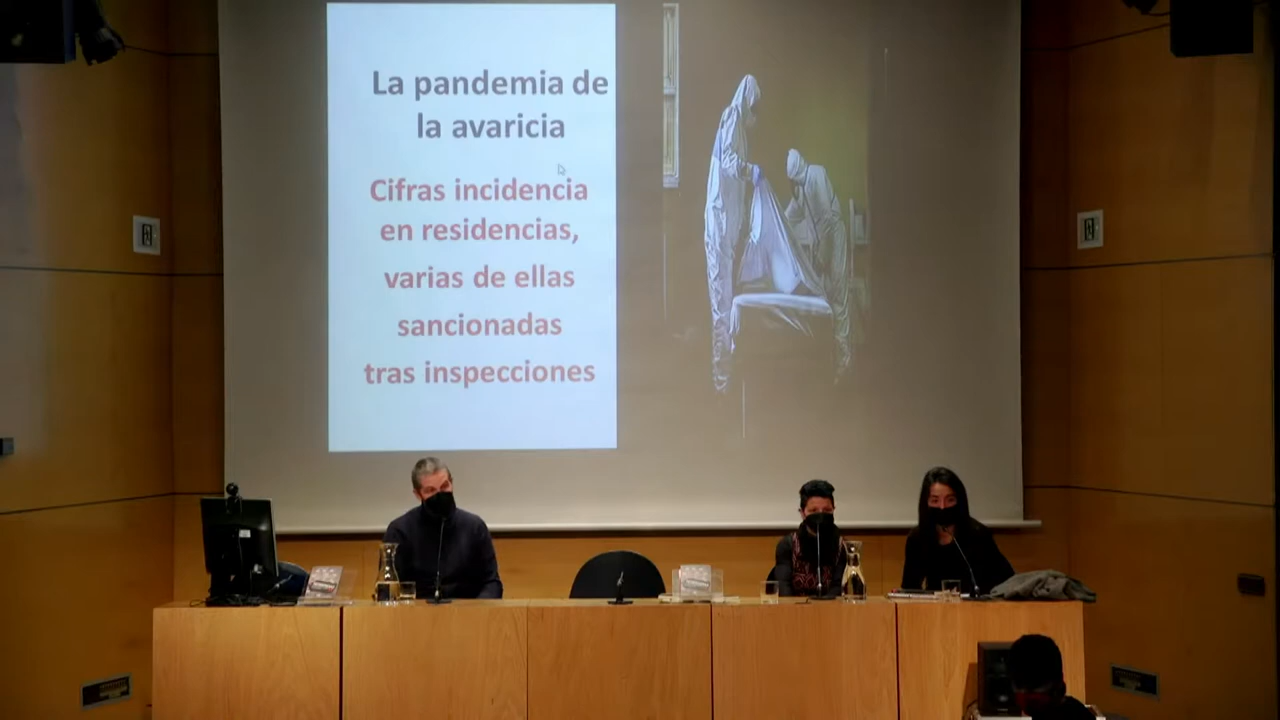 La pandemia de
la avaricia
Cifras incidencia
en residencias,
varias de ellas
sancionadas
tras inspecciones